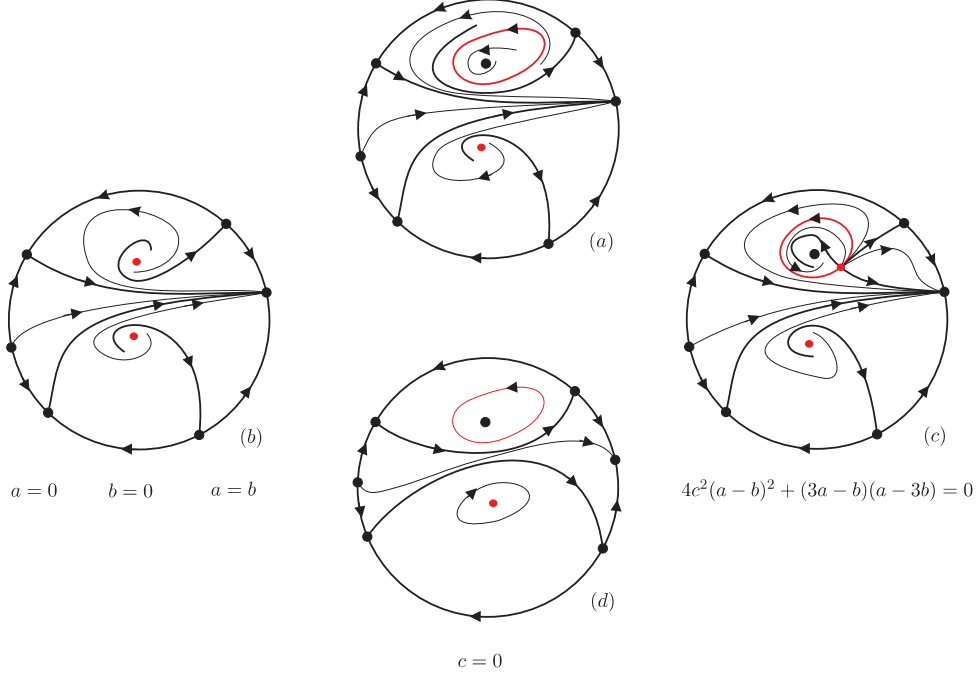 (a)
(b)
(c)
a = 0 b = 0 a = b
4c²(a − b)² + (3a − b)(a − 3b) = 0
(d)
c = 0